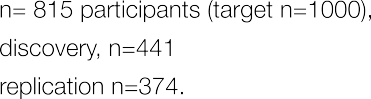 n= 815 participants (target n=1000),
discovery, n=441
replication n=374.